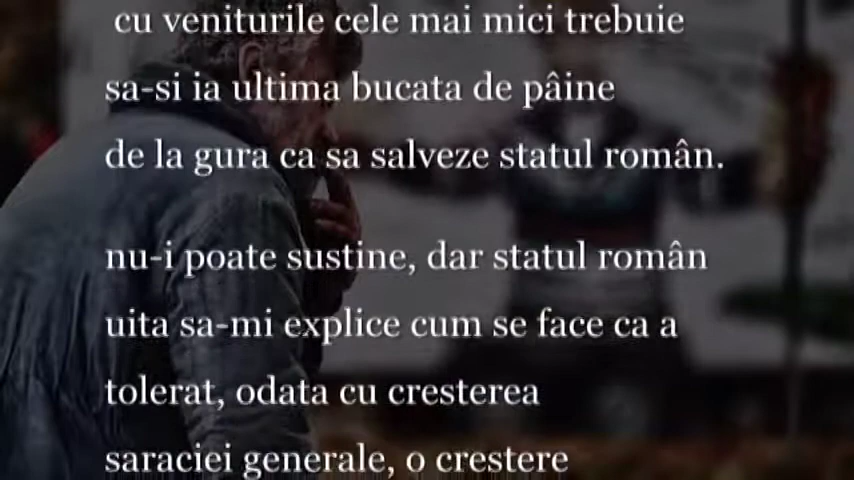 cu veniturile cele mai mici trebuie
sa-si ia ultima bucata de pâine
de la gura ca sa salveze statul român.
nu-i poate sustine, dar statul român
uita sa-mi explice cum se face ca a
tolerat, odata cu cresterea
saraciei generale, o crestere